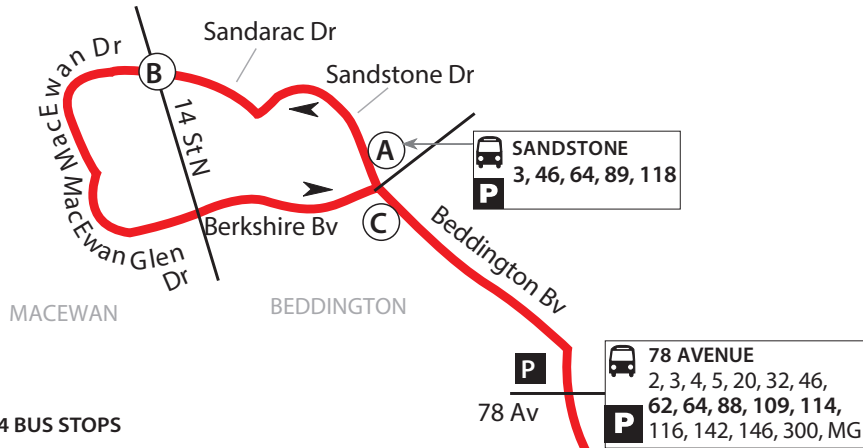 Sandarac Dr
MacEwan Dr
B
Sandstone Dr
14 St N
A
SANDSTONE
3, 46, 64, 89, 118
P
Berkshire Bv
C
MacEwan Glen
Dr
Beddington Bv
MACEWAN
BEDDINGTON
P
78 Av
78 AVENUE
2, 3, 4, 5, 20, 32, 46,
62, 64, 88, 109, 114,
116, 142, 146, 300, MG
P
4 BUS STOPS